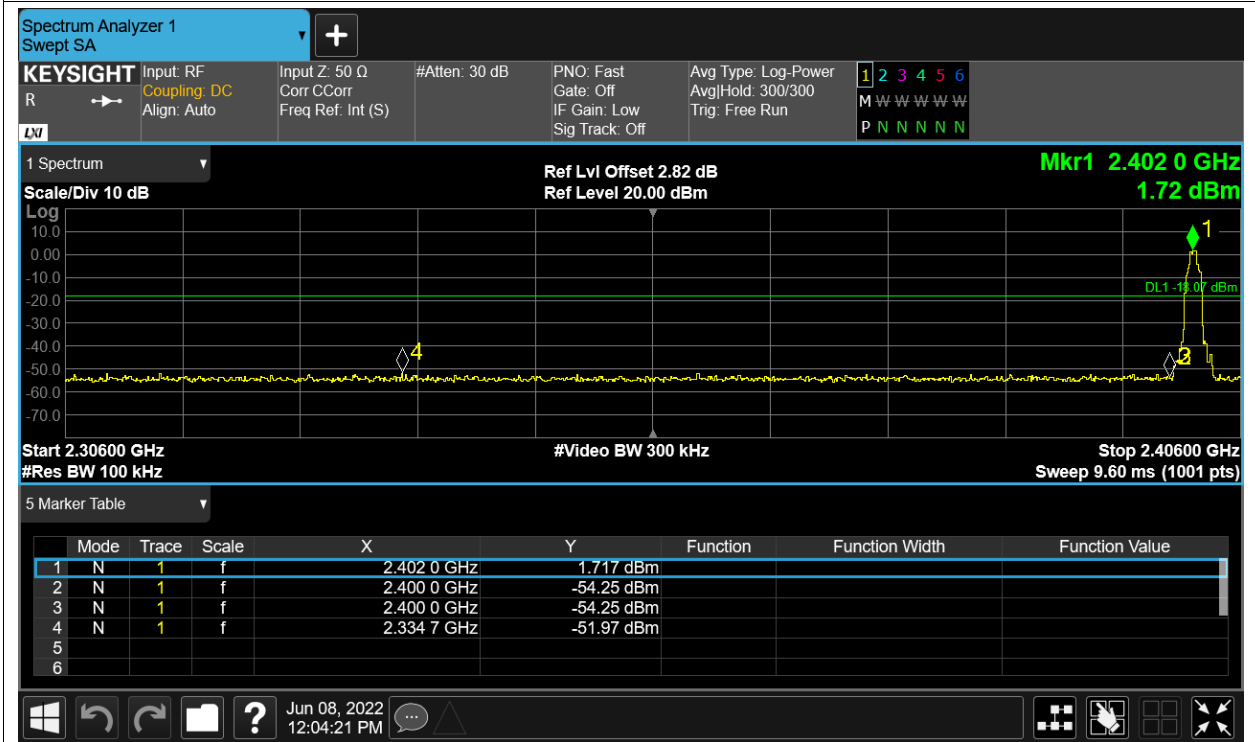 Spectrum Analyzer 1
Swept SA
KEYSIGHT
R
LXI
Input: RF
Coupling: DC
Align: Auto
Input Z: 50 Ω
Corr CCorr
Freq Ref: Int (S)
#Atten: 30 dB
PNO: Fast
Gate: Off
IF Gain: Low
Sig Track: Off
Avg Type: Log-Power
Avg|Hold: 300/300
Trig: Free Run
1 2 3 4 5 6
M W W W W W
P N N N N N
1 Spectrum
Scale/Div 10 dB
Ref Lvl Offset 2.82 dB
Ref Level 20.00 dBm
Mkr1 2.402 0 GHz
1.72 dBm
Log
10.0
0.00
-10.0
-20.0
-30.0
-40.0
-50.0
-60.0
-70.0
1
DL1 -18.07 dBm
4
Start 2.30600 GHz
#Res BW 100 kHz
#Video BW 300 kHz
Stop 2.40600 GHz
Sweep 9.60 ms (1001 pts)
5 Marker Table
Mode Trace Scale X Y Function Function Width Function Value
1 N 1 f 2.402 0 GHz 1.717 dBm
2 N 1 f 2.400 0 GHz -54.25 dBm
3 N 1 f 2.400 0 GHz -54.25 dBm
4 N 1 f 2.334 7 GHz -51.97 dBm
5
6
?
Jun 08, 2022
12:04:21 PM